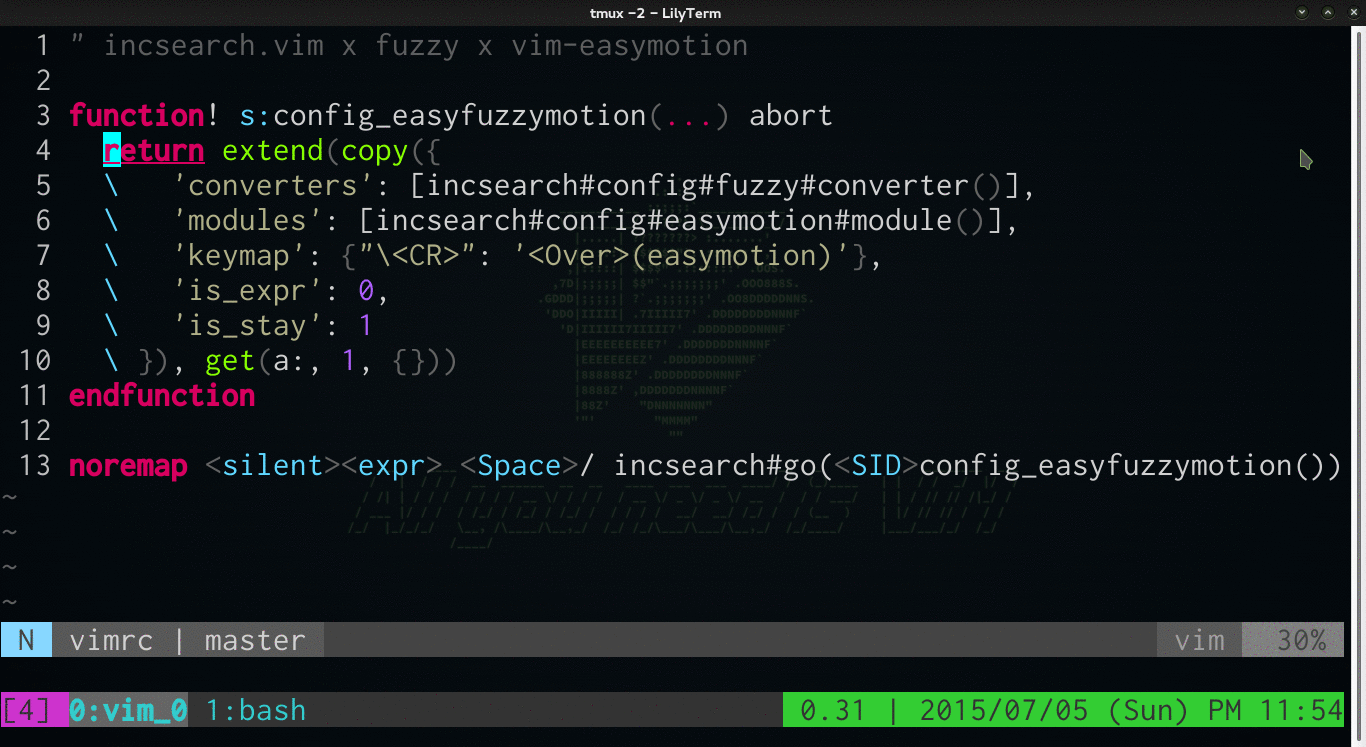 tmux -2 - LilyTerm
1 " incsearch.vim x fuzzy x vim-easymotion
2
3 function! s:config_easyfuzzymotion(...) abort
4   return extend(copy({
5   \   'converters': [incsearch#config#fuzzy#converter()],
6   \   'modules': [incsearch#config#easymotion#module()],
7   \   'keymap': {"\<CR>": '<Over>(easymotion)'},
8   \   'is_expr': 0,
9   \   'is_stay': 1
10   \ }), get(a:, 1, {}))
11 endfunction
12
13 noremap <silent><expr> <Space>/ incsearch#go(<SID>config_easyfuzzymotion())
~
~
~
~
N vimrc | master vim 30%
[4] 0:vim_0 1:bash 0.31 | 2015/07/05 (Sun) PM 11:54